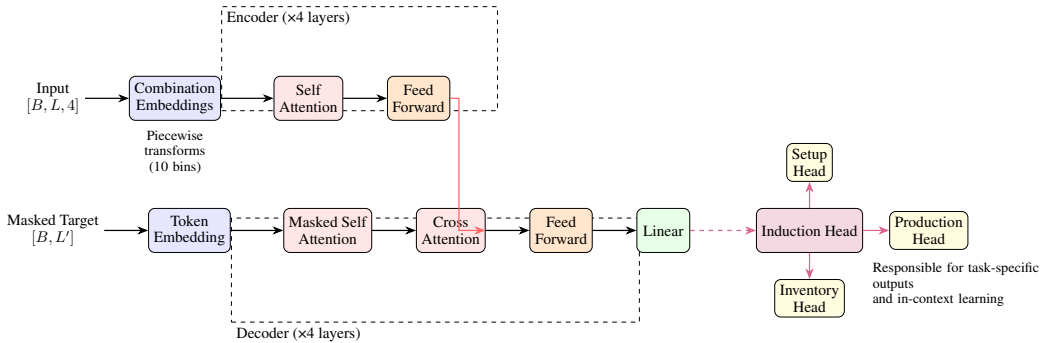 Encoder (×4 layers)
Input
[B, L, 4]
Combination
Embeddings
Self
Attention
Feed
Forward
Piecewise
transforms
(10 bins)
Masked Target
[B, L′]
Token
Embedding
Masked Self
Attention
Cross
Attention
Feed
Forward
Linear
Induction Head
Setup
Head
Production
Head
Inventory
Head
Responsible for task-specific
outputs
and in-context learning
Decoder (×4 layers)